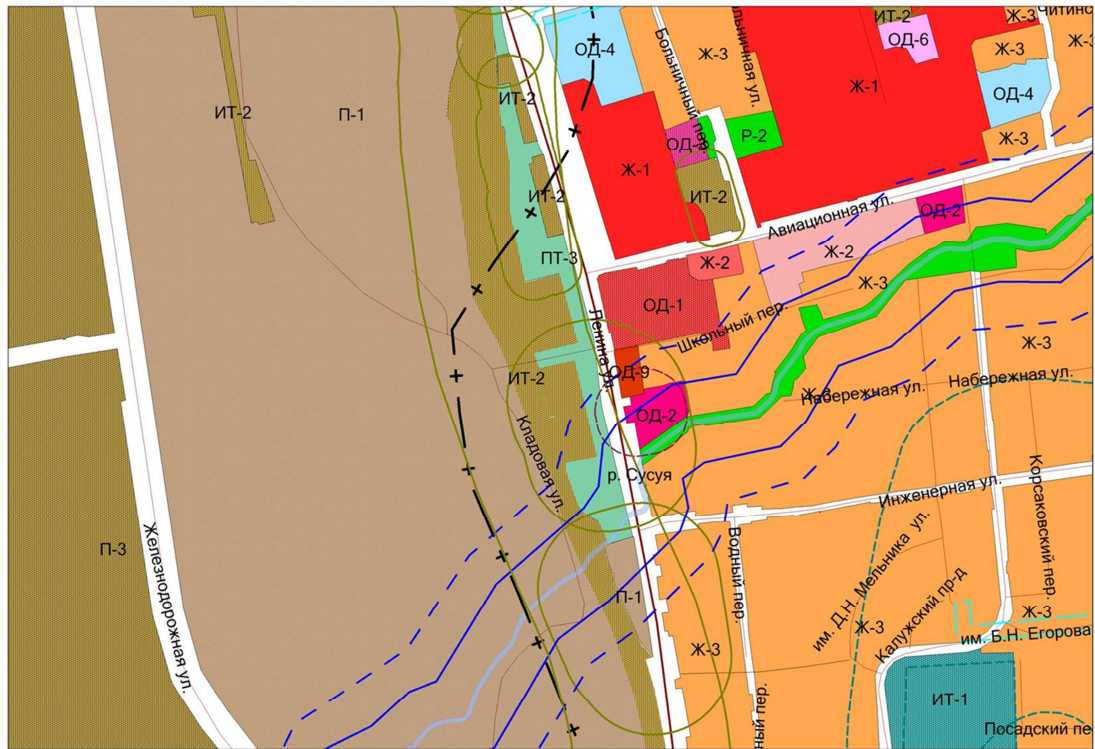 ИТ-2
Ж-3
Читинс
ОД-4
Больничный пер.
Ж-3
ОД-6
Ж-3
Ж-3
ИТ-2
П-1
ИТ-2
Ж-1
ОД-4
Р-2
Ж-3
Ж-1
ИТ-2
ИТ-2
Авиационная ул.
ОД-2
ПТ-3
Ж-2
Ж-2
Ж-3
ОД-1
Школьный пер.
Ленина ул.
Ж-3
ИТ-2
ОД-9
Набережная ул.
Набережная ул.
ОД-2
Кладовая ул.
р. Сусуя
Инженерная ул.
Корсаковский пер.
П-3
Железнодорожная ул.
Водный пер.
им. Д.Н. Мельника ул.
П-1
Калужский пр-д
Ж-3
Ж-3
им. Б.Н. Егорова
Ж-3
ИТ-1
Посадский пе